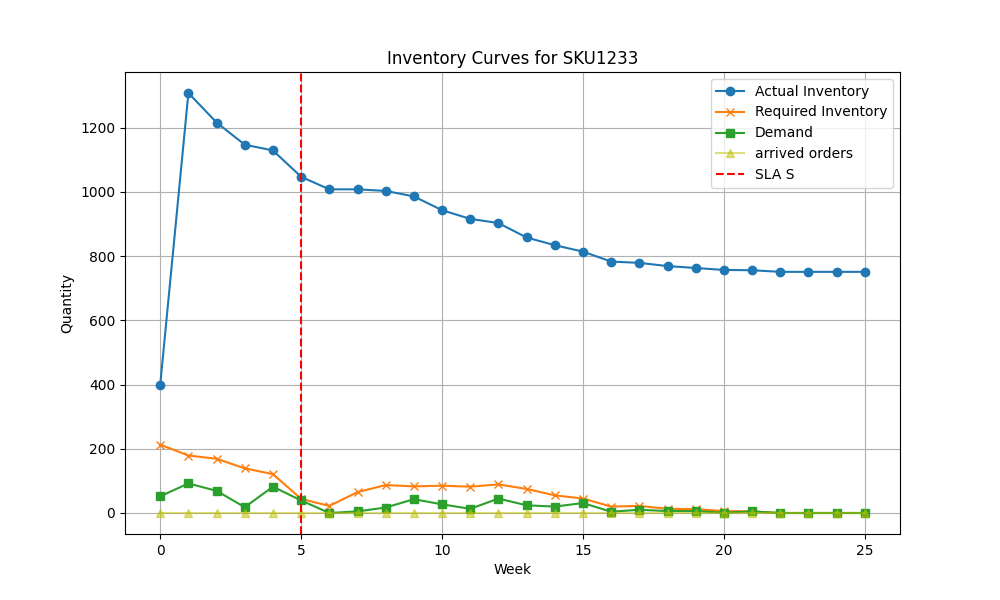 Inventory Curves for SKU1233
Actual Inventory
Required Inventory
Demand
arrived orders
SLA S
Quantity
1200
1000
800
600
400
200
0
0 5 10 15 20 25
Week